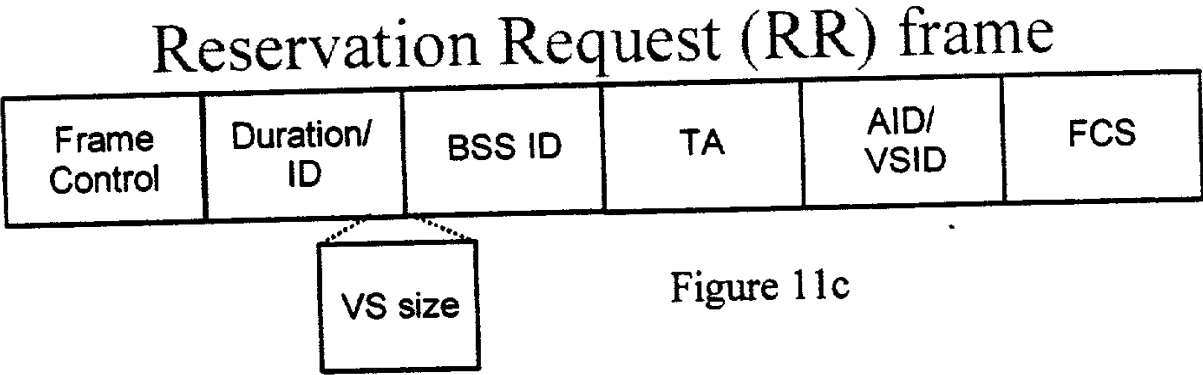 Reservation Request (RR) frame
Frame
Control
Duration/
ID
BSS ID
TA
AID/
VSID
FCS
VS size
Figure 11c